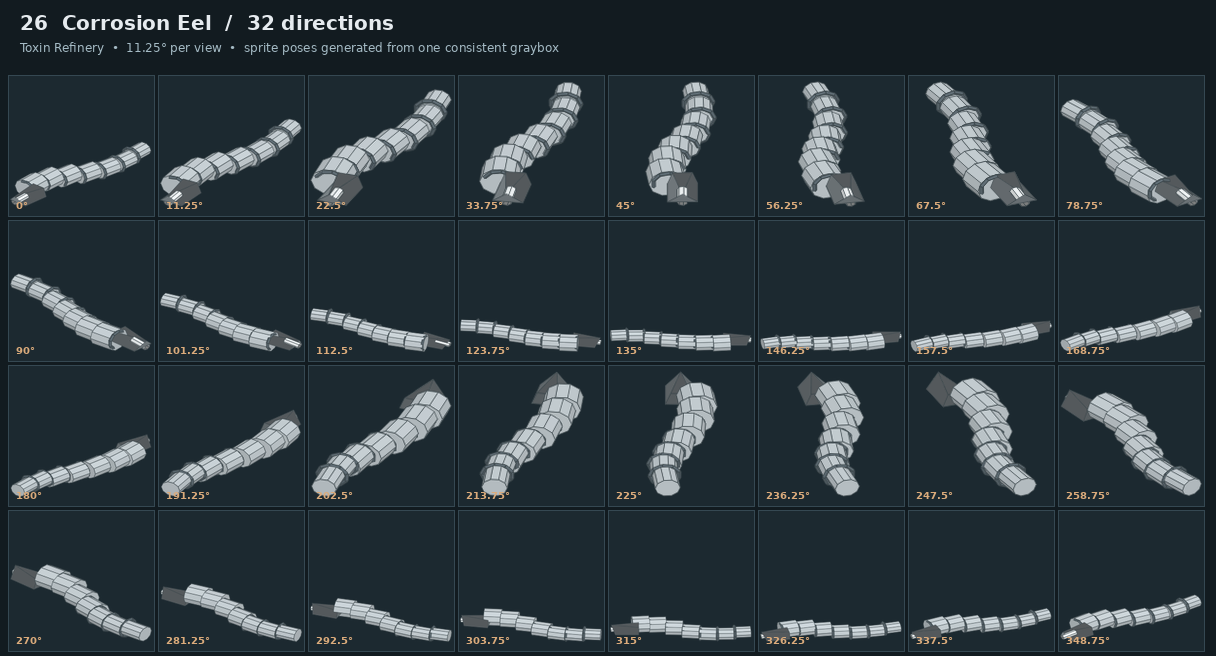 26 Corrosion Eel / 32 directions
Toxin Refinery • 11.25° per view • sprite poses generated from one consistent graybox
0° 11.25° 22.5° 33.75° 45° 56.25° 67.5° 78.75°
90° 101.25° 112.5° 123.75° 135° 146.25° 157.5° 168.75°
180° 191.25° 202.5° 213.75° 225° 236.25° 247.5° 258.75°
270° 281.25° 292.5° 303.75° 315° 326.25° 337.5° 348.75°